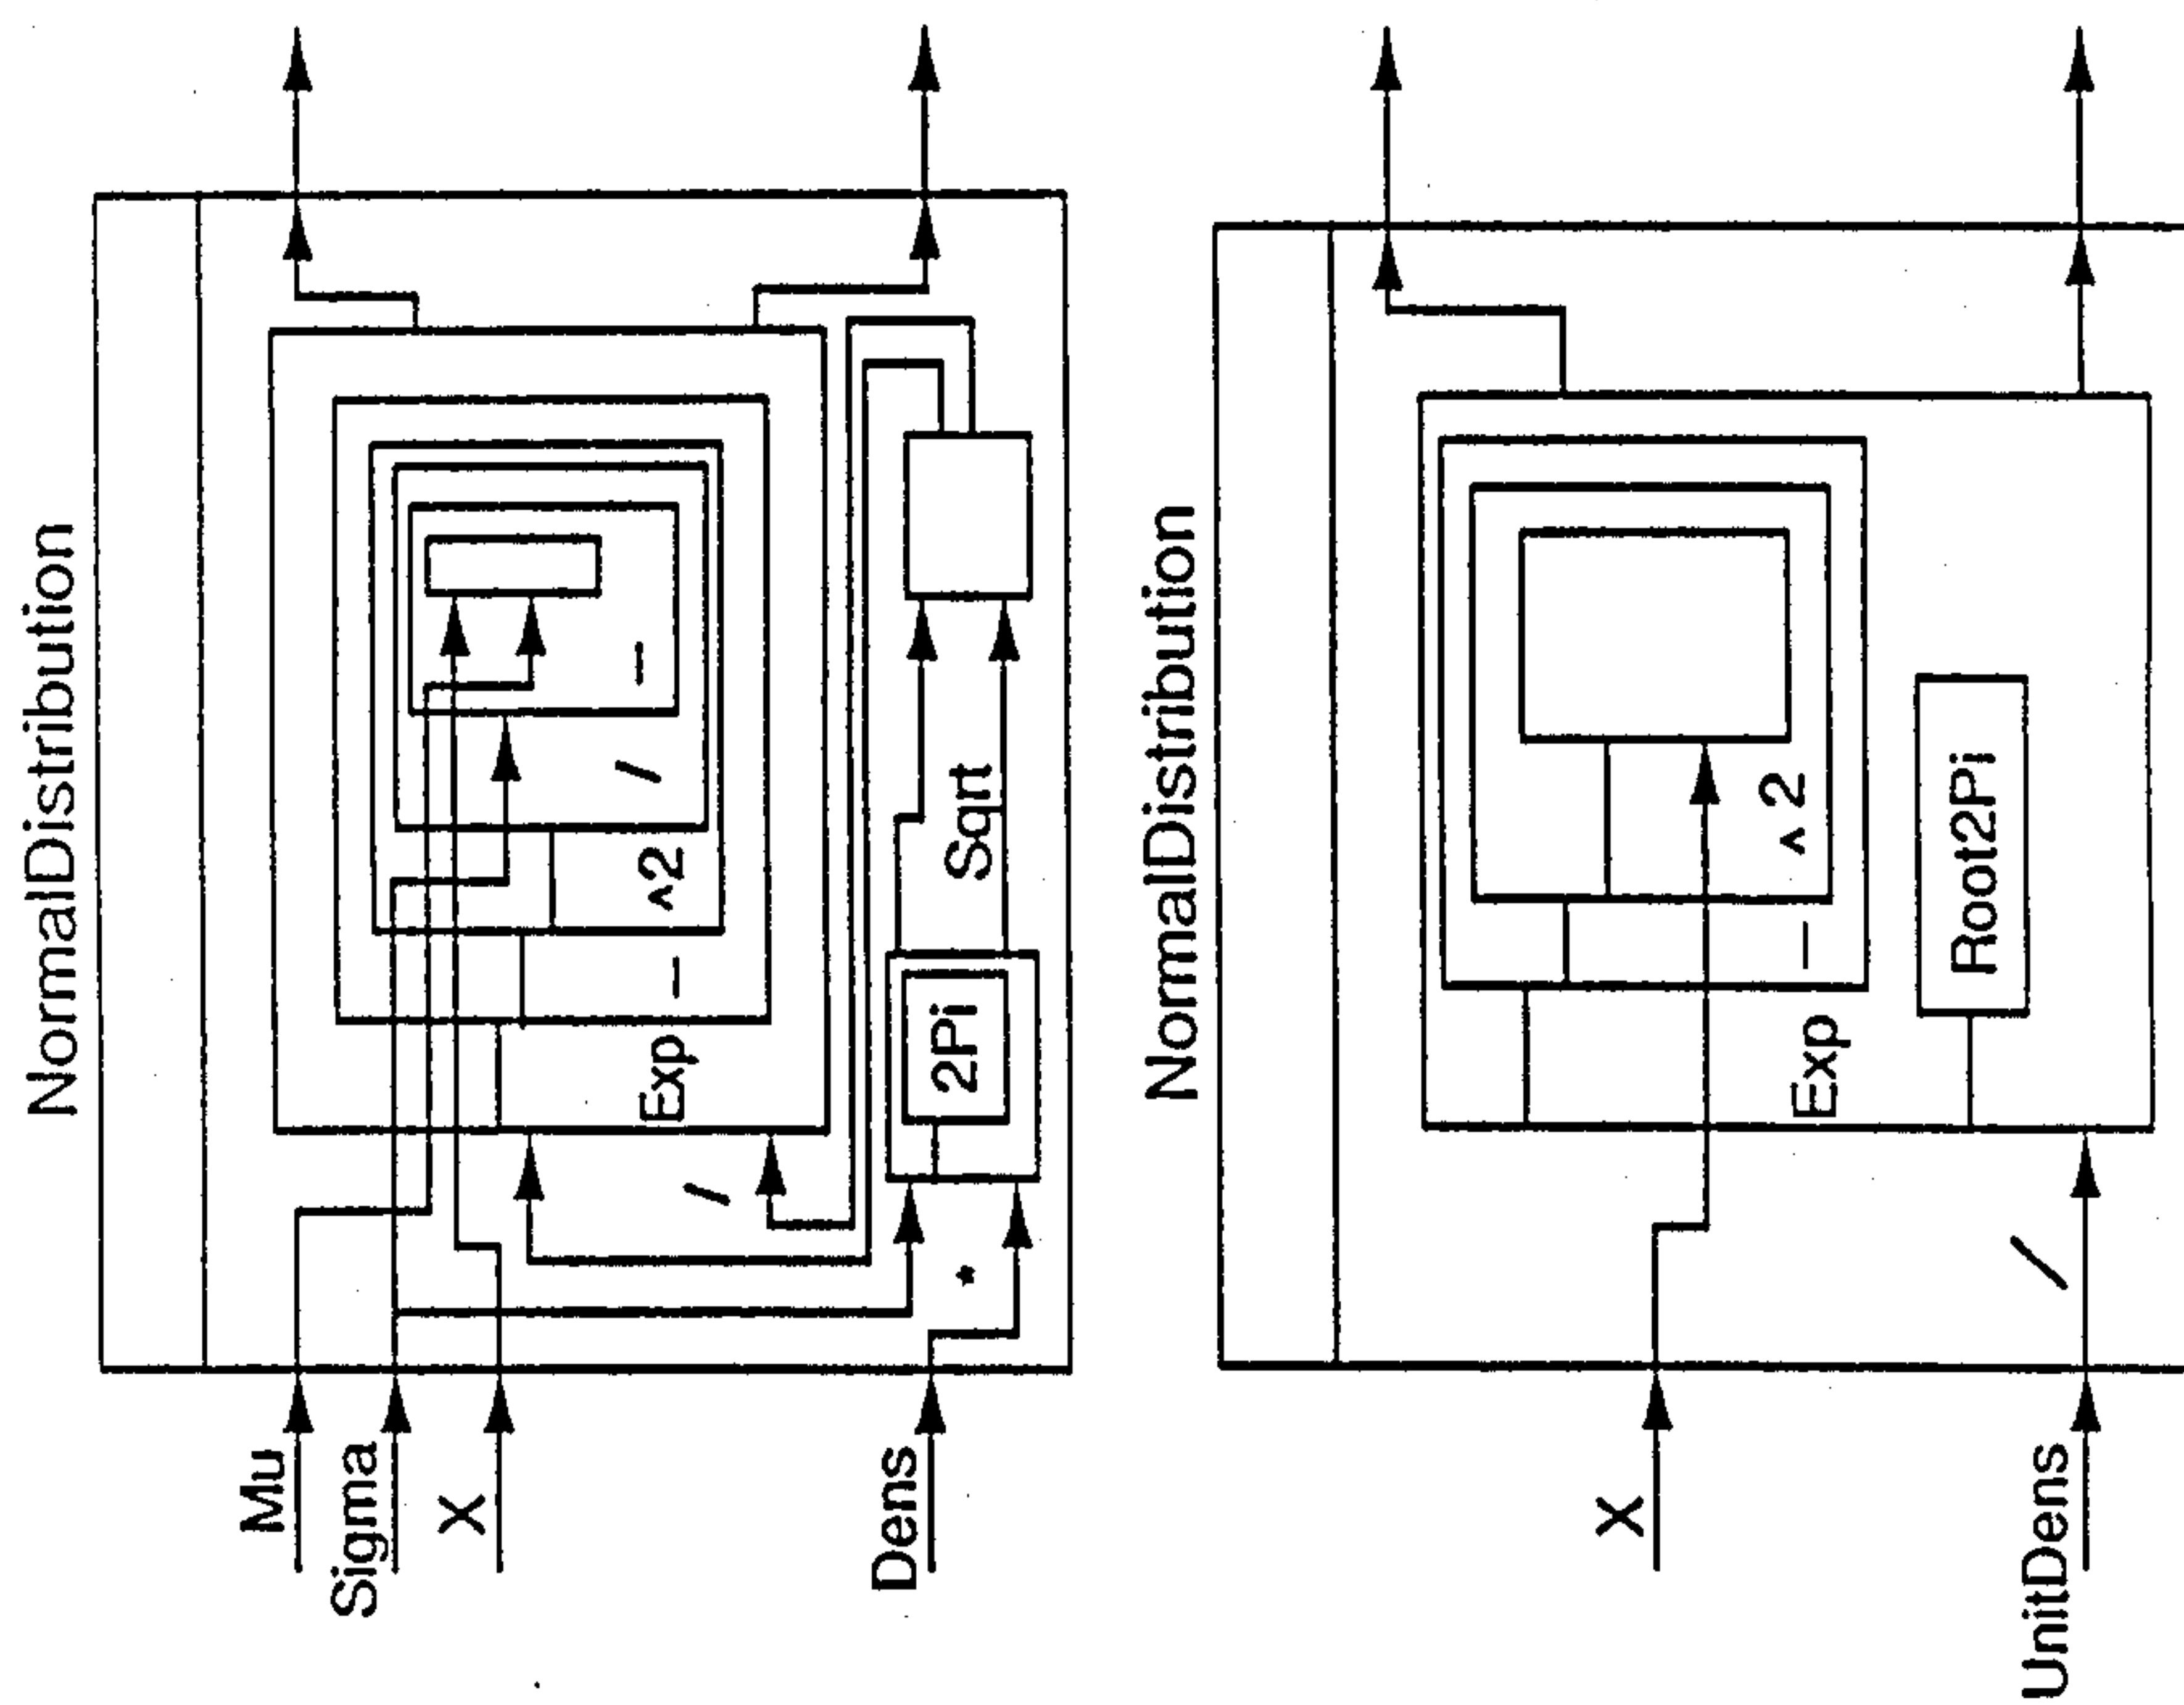 NormalDistribution
Mu
Sigma
X
Dens
/
Exp
–
^2
/
–
*
2Pi
Sqrt
NormalDistribution
X
UnitDens
/
Exp
–
^ 2
Root2Pi